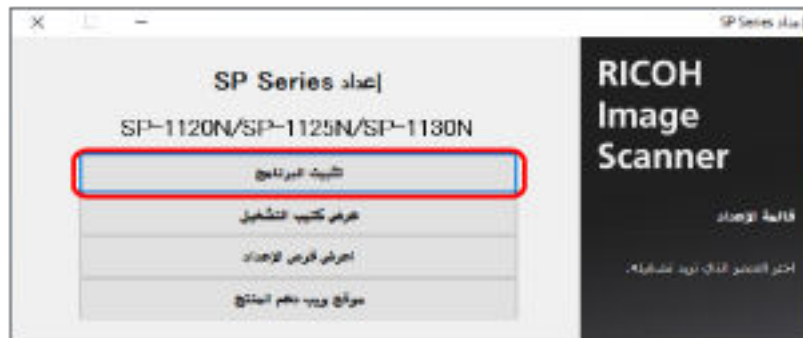 إعداد SP Series
إعداد SP Series
SP-1120N/SP-1125N/SP-1130N
تثبيت البرنامج
عرض كتيب التشغيل
اعرض قرص الإعداد
موقع ويب دعم المنتج
RICOH
Image
Scanner
قائمة الإعداد
اختر العنصر الذي تريد تشغيله.